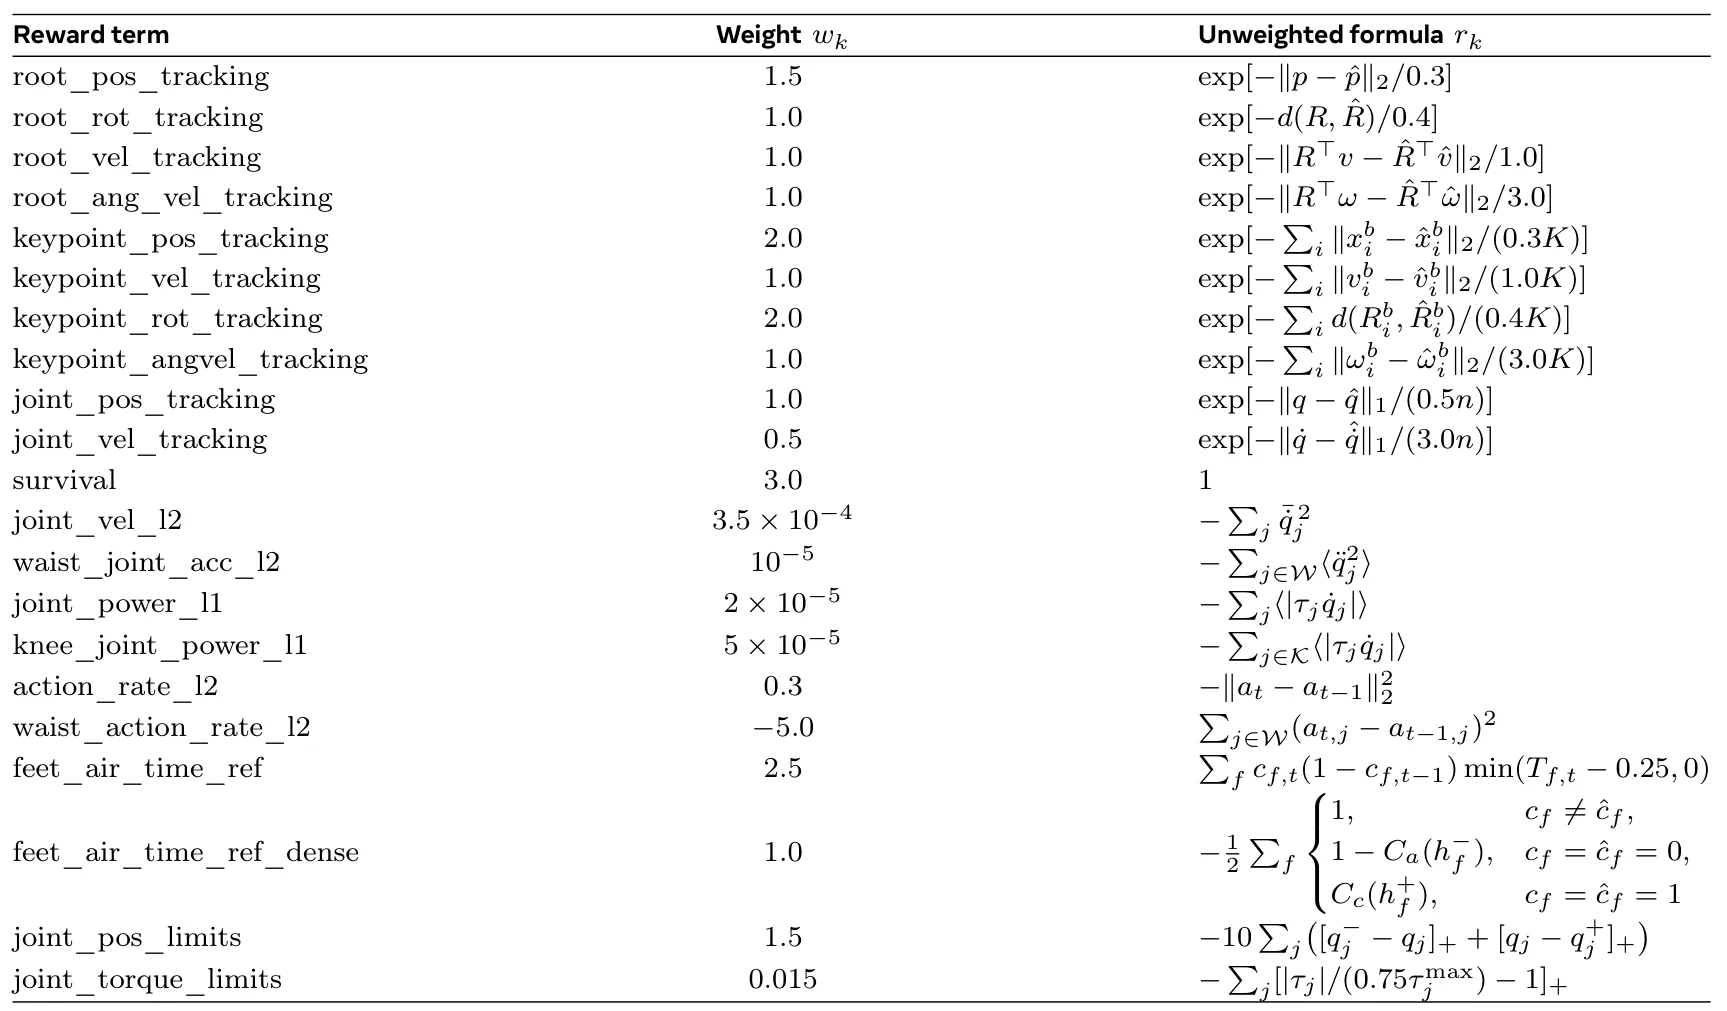 Reward term Weight w_k Unweighted formula r_k
root_pos_tracking 1.5 exp[−‖p − p̂‖₂/0.3]
root_rot_tracking 1.0 exp[−d(R, R̂)/0.4]
root_vel_tracking 1.0 exp[−‖R^⊤v − R̂^⊤v̂‖₂/1.0]
root_ang_vel_tracking 1.0 exp[−‖R^⊤ω − R̂^⊤ω̂‖₂/3.0]
keypoint_pos_tracking 2.0 exp[−∑_i ‖x_i^b − x̂_i^b‖₂/(0.3K)]
keypoint_vel_tracking 1.0 exp[−∑_i ‖v_i^b − v̂_i^b‖₂/(1.0K)]
keypoint_rot_tracking 2.0 exp[−∑_i d(R_i^b, R̂_i^b)/(0.4K)]
keypoint_angvel_tracking 1.0 exp[−∑_i ‖ω_i^b − ω̂_i^b‖₂/(3.0K)]
joint_pos_tracking 1.0 exp[−‖q − q̂‖₁/(0.5n)]
joint_vel_tracking 0.5 exp[−‖q̇ − q̇̂‖₁/(3.0n)]
survival 3.0 1
joint_vel_l2 3.5 × 10⁻⁴ −∑_j q̇̄_j²
waist_joint_acc_l2 10⁻⁵ −∑_{j∈𝒲}⟨q̈_j²⟩
joint_power_l1 2 × 10⁻⁵ −∑_j⟨|τ_j q̇_j|⟩
knee_joint_power_l1 5 × 10⁻⁵ −∑_{j∈𝒦}⟨|τ_j q̇_j|⟩
action_rate_l2 0.3 −‖a_t − a_{t−1}‖₂²
waist_action_rate_l2 −5.0 ∑_{j∈𝒲}(a_{t,j} − a_{t−1,j})²
feet_air_time_ref 2.5 ∑_f c_{f,t}(1 − c_{f,t−1}) min(T_{f,t} − 0.25, 0)
feet_air_time_ref_dense 1.0 −½ ∑_f { 1, c_f ≠ ĉ_f,
1 − C_a(h_f^−), c_f = ĉ_f = 0,
C_c(h_f^+), c_f = ĉ_f = 1
joint_pos_limits 1.5 −10 ∑_j([q_j^− − q_j]₊ + [q_j − q_j^+]₊)
joint_torque_limits 0.015 −∑_j[|τ_j|/(0.75τ_j^max) − 1]₊